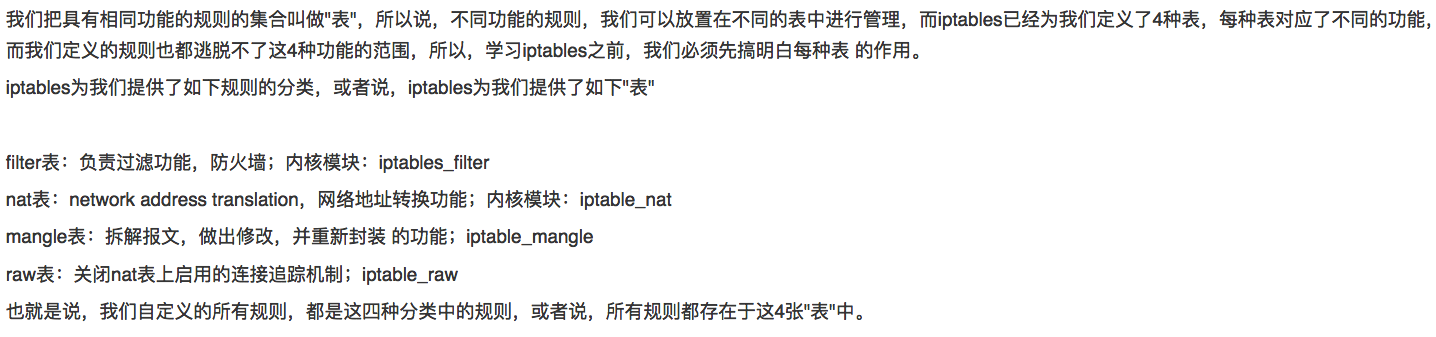 我们把具有相同功能的规则的集合叫做"表"，所以说，不同功能的规则，我们可以放置在不同的表中进行管理，而iptables已经为我们定义了4种表，每种表对应了不同的功能，
而我们定义的规则也都逃脱不了这4种功能的范围，所以，学习iptables之前，我们必须先搞明白每种表 的作用。
iptables为我们提供了如下规则的分类，或者说，iptables为我们提供了如下"表"
filter表：负责过滤功能，防火墙；内核模块：iptables_filter
nat表：network address translation，网络地址转换功能；内核模块：iptable_nat
mangle表：拆解报文，做出修改，并重新封装 的功能；iptable_mangle
raw表：关闭nat表上启用的连接追踪机制；iptable_raw
也就是说，我们自定义的所有规则，都是这四种分类中的规则，或者说，所有规则都存在于这4张"表"中。